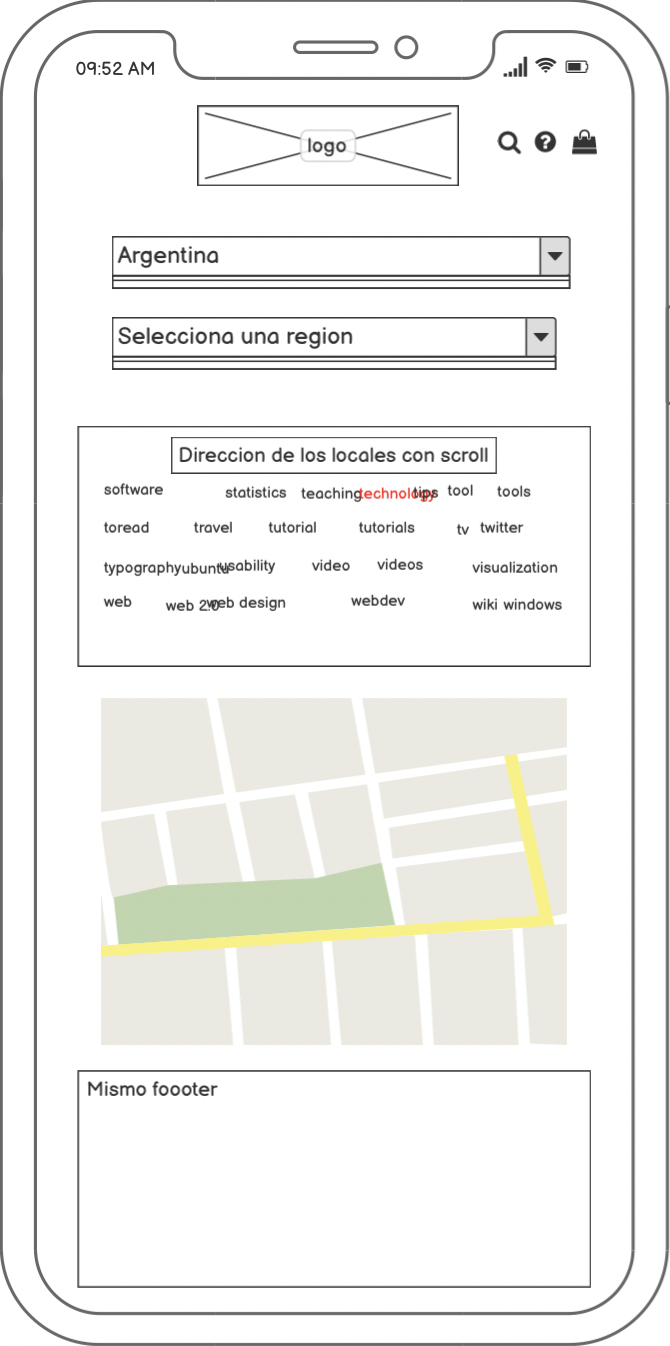 09:52 AM
logo
Argentina
Selecciona una region
Direccion de los locales con scroll
software statistics teaching technology tips tool tools
toread travel tutorial tutorials tv twitter
typography ubuntu usability video videos visualization
web web 2.0 web design webdev wiki windows
Mismo foooter